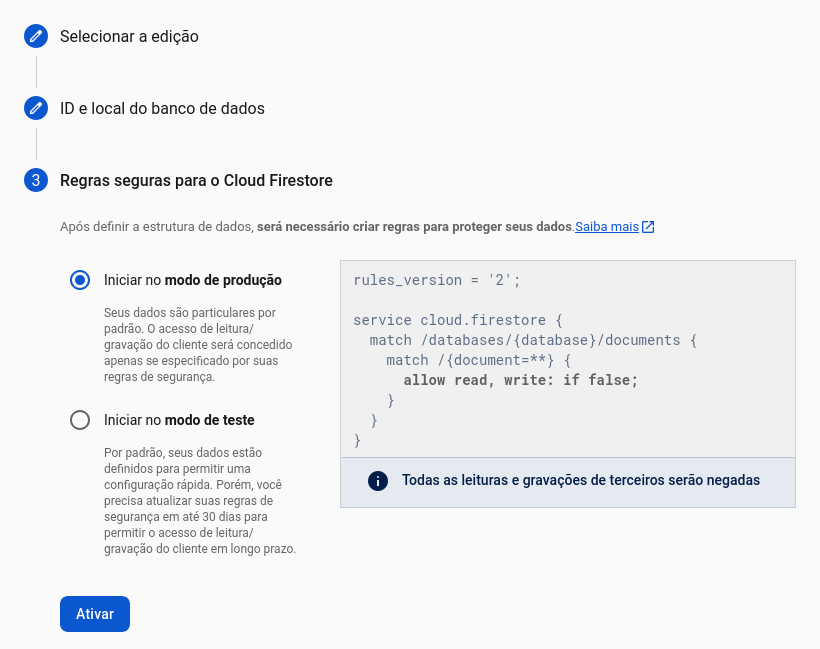 Selecionar a edição
ID e local do banco de dados
3 Regras seguras para o Cloud Firestore
Após definir a estrutura de dados, será necessário criar regras para proteger seus dados.Saiba mais
Iniciar no modo de produção
Seus dados são particulares por
padrão. O acesso de leitura/
gravação do cliente será concedido
apenas se especificado por suas
regras de segurança.
Iniciar no modo de teste
Por padrão, seus dados estão
definidos para permitir uma
configuração rápida. Porém, você
precisa atualizar suas regras de
segurança em até 30 dias para
permitir o acesso de leitura/
gravação do cliente em longo prazo.
rules_version = '2';
service cloud.firestore {
match /databases/{database}/documents {
match /{document=**} {
allow read, write: if false;
}
}
}
Todas as leituras e gravações de terceiros serão negadas
Ativar